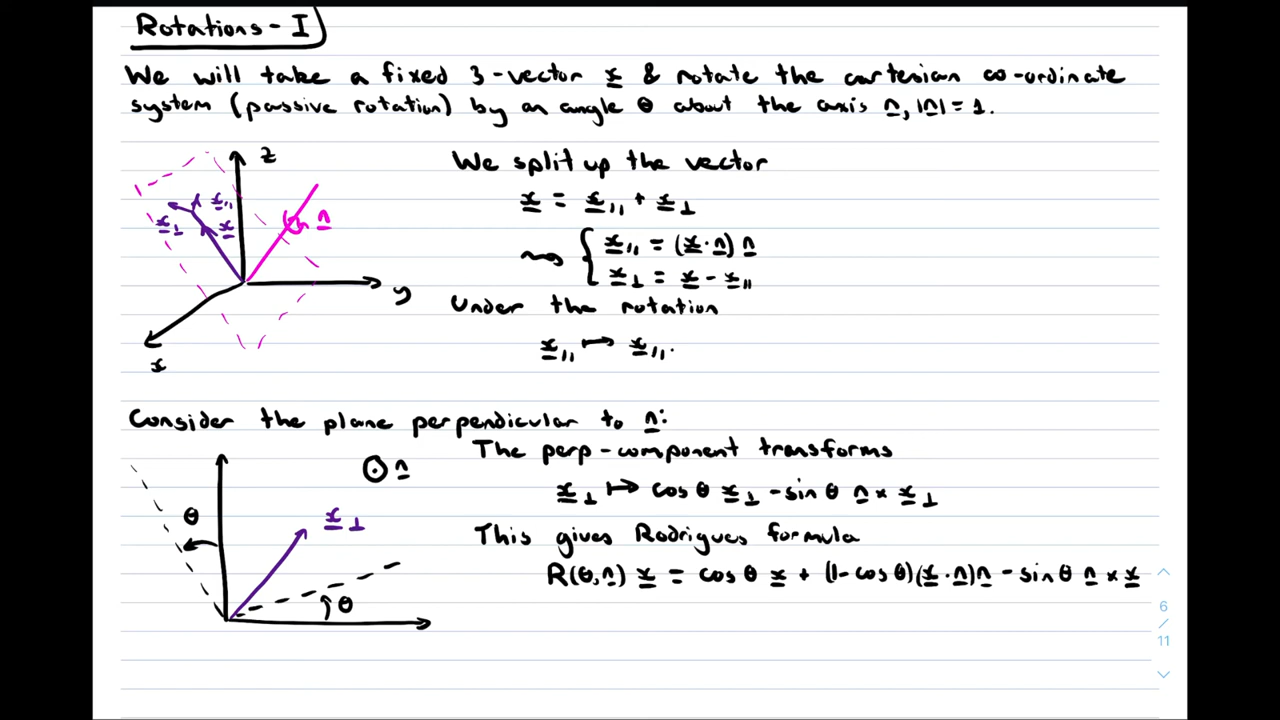 Rotations - I
We will take a fixed 3-vector x & rotate the cartesian co-ordinate
system (passive rotation) by an angle θ about the axis n, |n| = 1.
z
y
x
x⊥
x∥
x
n
We split up the vector
x = x∥ + x⊥
⇝ { x∥ = (x · n) n
x⊥ = x - x∥
Under the rotation
x∥ ↦ x∥.
Consider the plane perpendicular to n:
θ
x⊥
⊙ n
θ
The perp-component transforms
x⊥ ↦ cos θ x⊥ - sin θ n × x⊥
This gives Rodrigues formula
R(θ, n) x = cos θ x + (1 - cos θ)(x · n) n - sin θ n × x
6
/
11